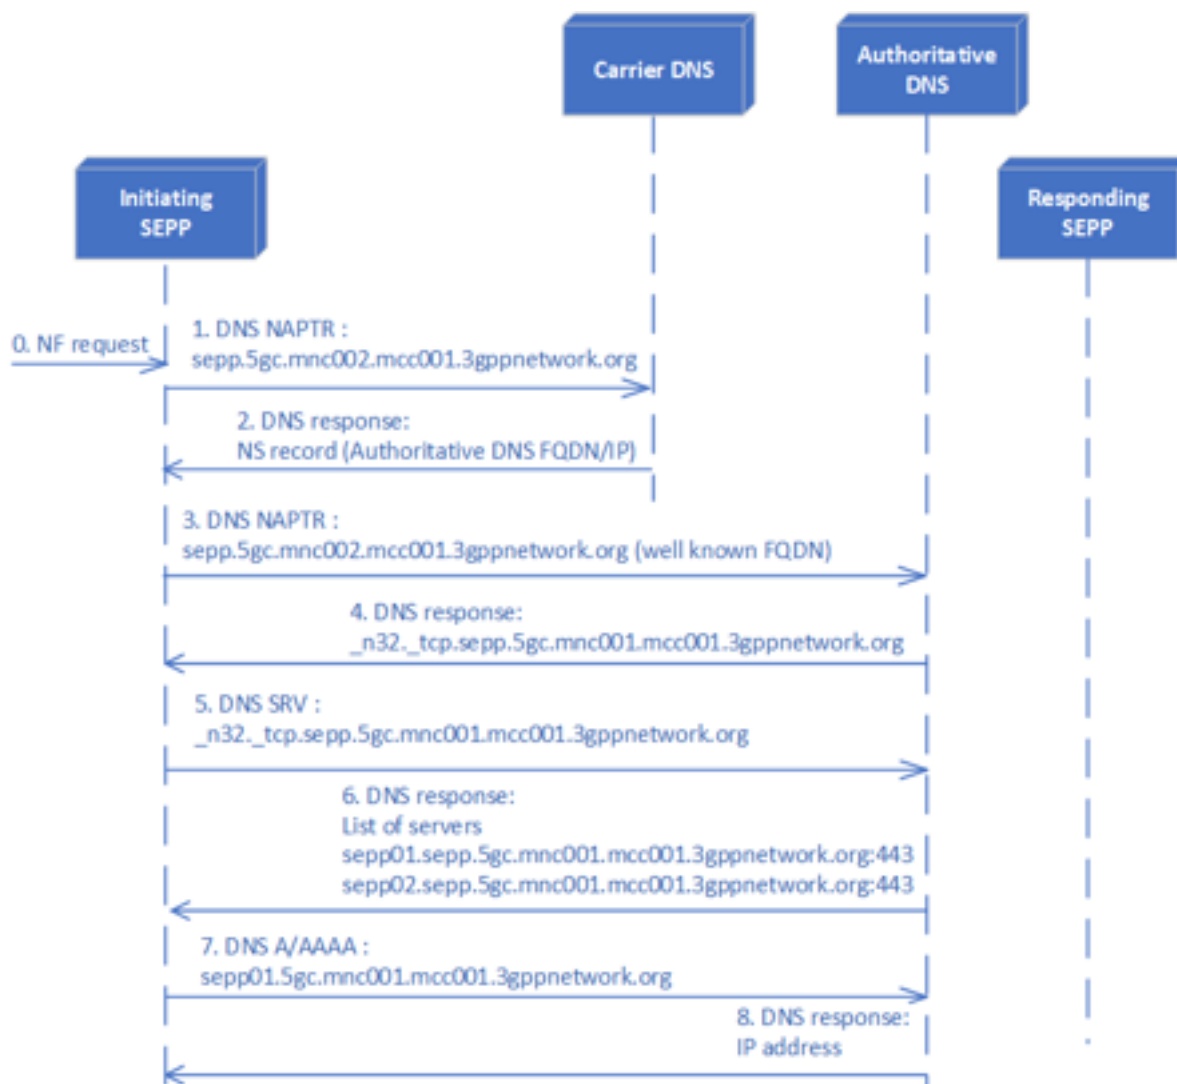 Carrier DNS
Authoritative
DNS
Initiating
SEPP
Responding
SEPP
0. NF request
1. DNS NAPTR :
sepp.5gc.mnc002.mcc001.3gppnetwork.org
2. DNS response:
NS record (Authoritative DNS FQDN/IP)
3. DNS NAPTR :
sepp.5gc.mnc002.mcc001.3gppnetwork.org (well known FQDN)
4. DNS response:
_n32._tcp.sepp.5gc.mnc001.mcc001.3gppnetwork.org
5. DNS SRV :
_n32._tcp.sepp.5gc.mnc001.mcc001.3gppnetwork.org
6. DNS response:
List of servers
sepp01.sepp.5gc.mnc001.mcc001.3gppnetwork.org:443
sepp02.sepp.5gc.mnc001.mcc001.3gppnetwork.org:443
7. DNS A/AAAA :
sepp01.5gc.mnc001.mcc001.3gppnetwork.org
8. DNS response:
IP address